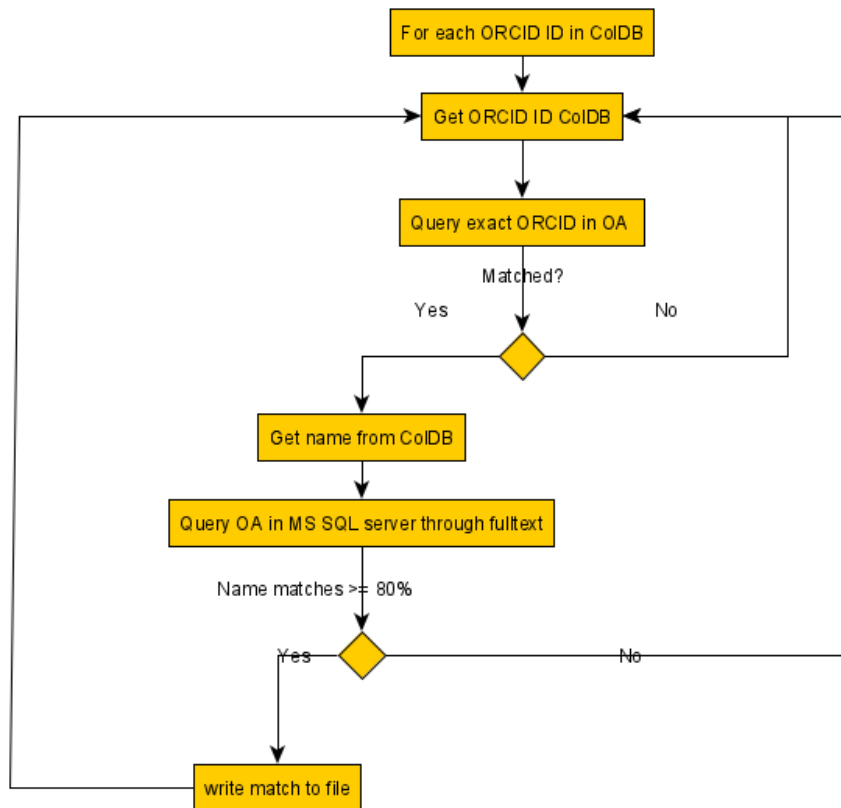 For each ORCID ID in ColDB
Get ORCID ID ColDB
Query exact ORCID in OA
Matched?
Yes
No
Get name from ColDB
Query OA in MS SQL server through fulltext
Name matches >= 80%
Yes
No
write match to file